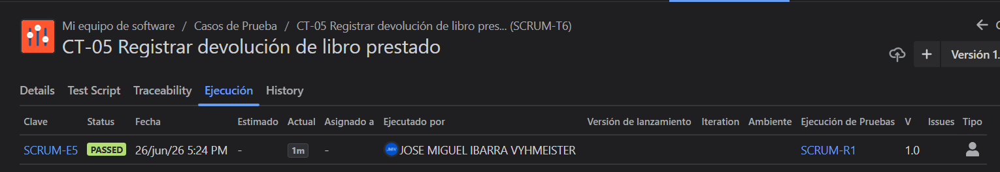 Mi equipo de software / Casos de Prueba / CT-05 Registrar devolución de libro pres... (SCRUM-T6)
CT-05 Registrar devolución de libro prestado
+ Versión 1.
Details Test Script Traceability Ejecución History
Clave Status Fecha Estimado Actual Asignado a Ejecutado por Versión de lanzamiento Iteration Ambiente Ejecución de Pruebas V Issues Tipo
SCRUM-E5 PASSED 26/jun/26 5:24 PM - 1m - JOSE MIGUEL IBARRA VYHMEISTER SCRUM-R1 1.0